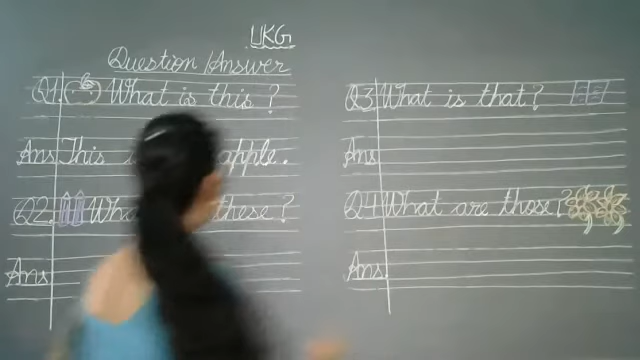 UKG
Question/Answer
Q1. What is this?
Ans This apple.
Q2. these?
Ans
Q3 What is that?
Ans
Q4 What are those?
Ans